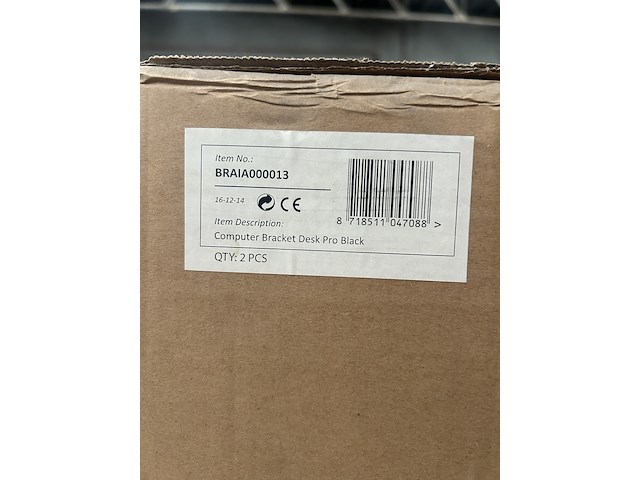 Item No.:
BRAIA000013
16-12-14 CE
Item Description:
8 718511 047088 >
Computer Bracket Desk Pro Black
QTY: 2 PCS